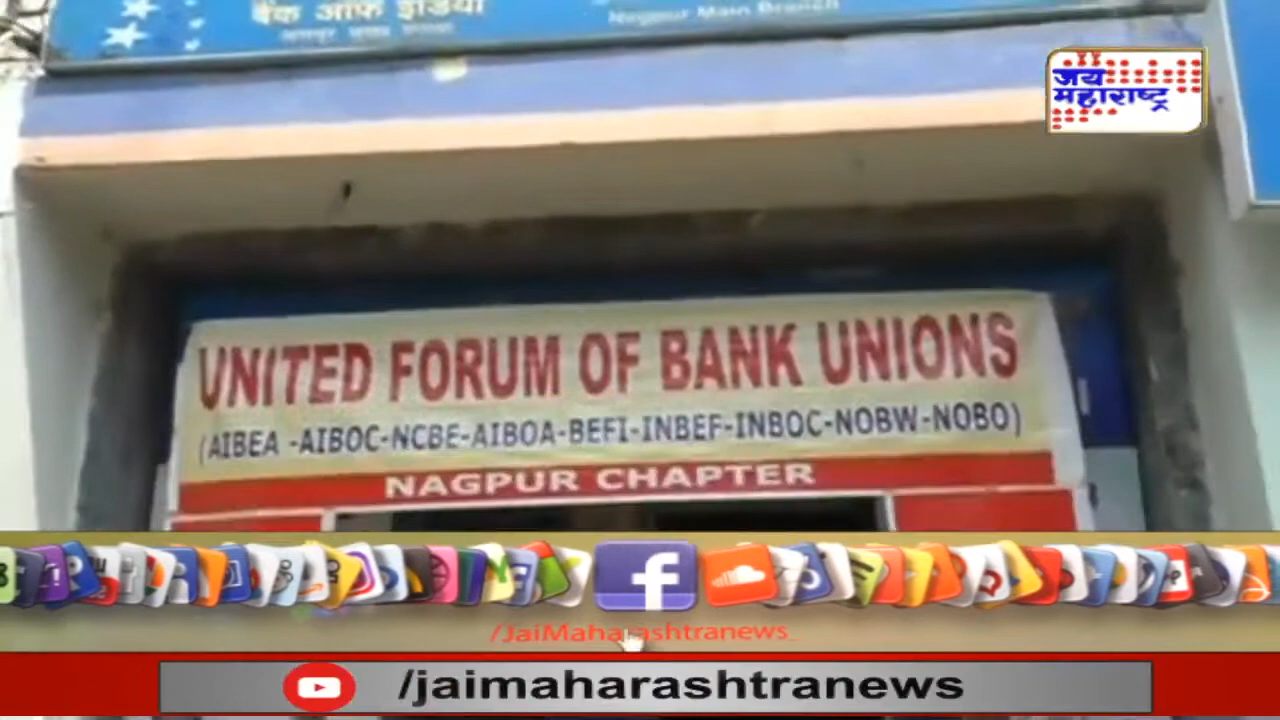 बैंक ऑफ इंडिया
Nagpur Main Branch
जय
महाराष्ट्र
UNITED FORUM OF BANK UNIONS
(AIBEA -AIBOC-NCBE-AIBOA-BEFI-INBEF-INBOC-NOBW-NOBO)
NAGPUR CHAPTER
/JaiMaharashtranews
/jaimaharashtranews